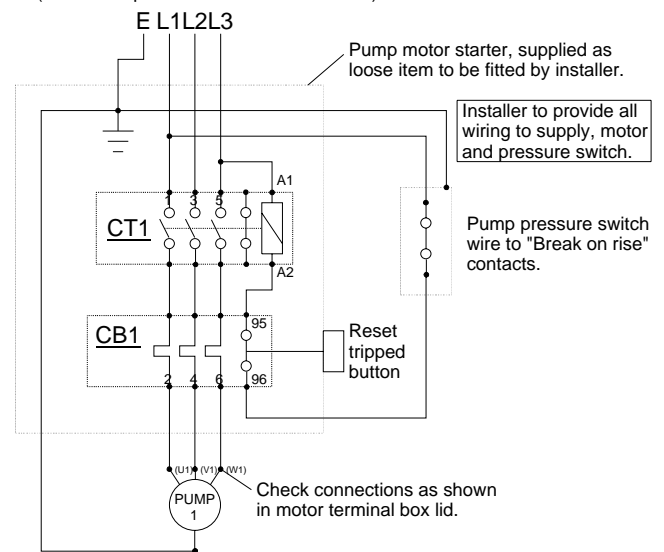 E L1L2L3
Pump motor starter, supplied as
loose item to be fitted by installer.
Installer to provide all
wiring to supply, motor
and pressure switch.
A1
1 3 5
CT1
Pump pressure switch
wire to "Break on rise"
contacts.
A2
95
CB1
Reset
tripped
button
2 4 6 96
(U1) (V1) (W1)
PUMP
1
Check connections as shown
in motor terminal box lid.